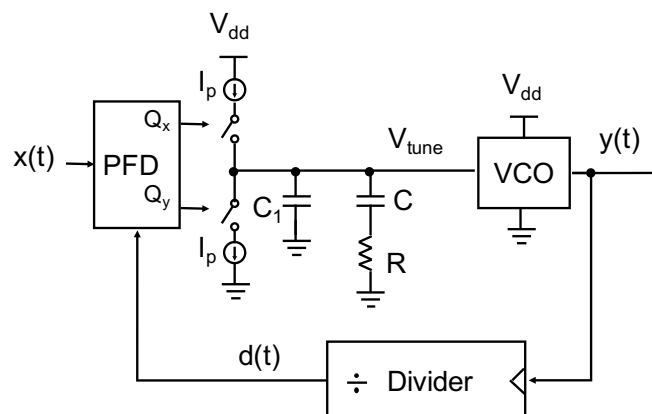 V_dd
I_p
Q_x
x(t)
PFD
Q_y
I_p
C_1
C
R
V_tune
V_dd
VCO
y(t)
d(t)
÷ Divider